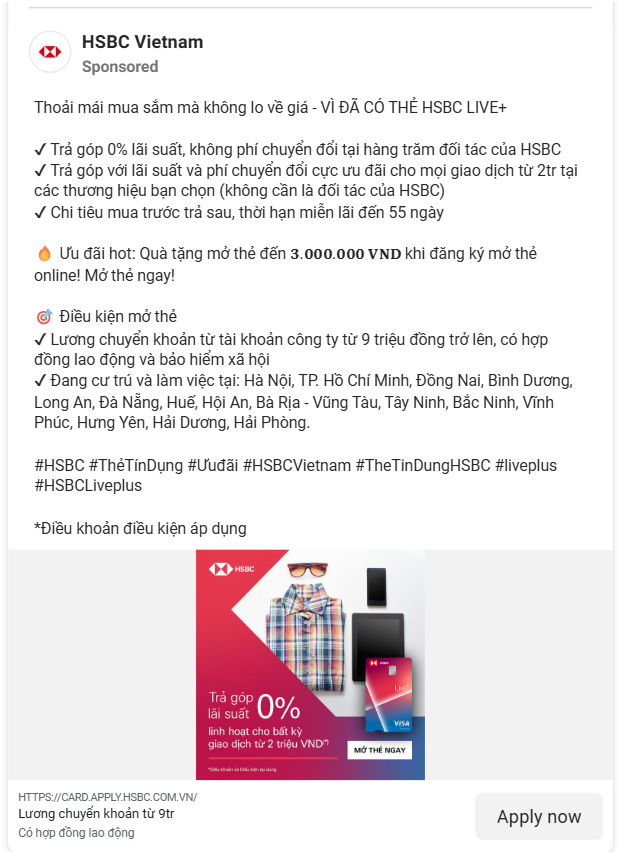 HSBC Vietnam
Sponsored
Thoải mái mua sắm mà không lo về giá - VÌ ĐÃ CÓ THẺ HSBC LIVE+
✓ Trả góp 0% lãi suất, không phí chuyển đổi tại hàng trăm đối tác của HSBC
✓ Trả góp với lãi suất và phí chuyển đổi cực ưu đãi cho mọi giao dịch từ 2tr tại
các thương hiệu bạn chọn (không cần là đối tác của HSBC)
✓ Chi tiêu mua trước trả sau, thời hạn miễn lãi đến 55 ngày
🔥 Ưu đãi hot: Quà tặng mở thẻ đến 𝟑.𝟎𝟎𝟎.𝟎𝟎𝟎 𝐕𝐍𝐃 khi đăng ký mở thẻ
online! Mở thẻ ngay!
🎯 Điều kiện mở thẻ
✓ Lương chuyển khoản từ tài khoản công ty từ 9 triệu đồng trở lên, có hợp
đồng lao động và bảo hiểm xã hội
✓ Đang cư trú và làm việc tại: Hà Nội, TP. Hồ Chí Minh, Đồng Nai, Bình Dương,
Long An, Đà Nẵng, Huế, Hội An, Bà Rịa - Vũng Tàu, Tây Ninh, Bắc Ninh, Vĩnh
Phúc, Hưng Yên, Hải Dương, Hải Phòng.
#HSBC #ThẻTínDụng #Ưuđãi #HSBCVietnam #TheTinDungHSBC #liveplus
#HSBCLiveplus
*Điều khoản điều kiện áp dụng
HSBC
HSBC
Live+
VISA
Trả góp
lãi suất 0%
linh hoạt cho bất kỳ
giao dịch từ 2 triệu VND(*)
MỞ THẺ NGAY
*Điều khoản và Điều kiện áp dụng.
HTTPS://CARD.APPLY.HSBC.COM.VN/
Lương chuyển khoản từ 9tr
Có hợp đồng lao động
Apply now